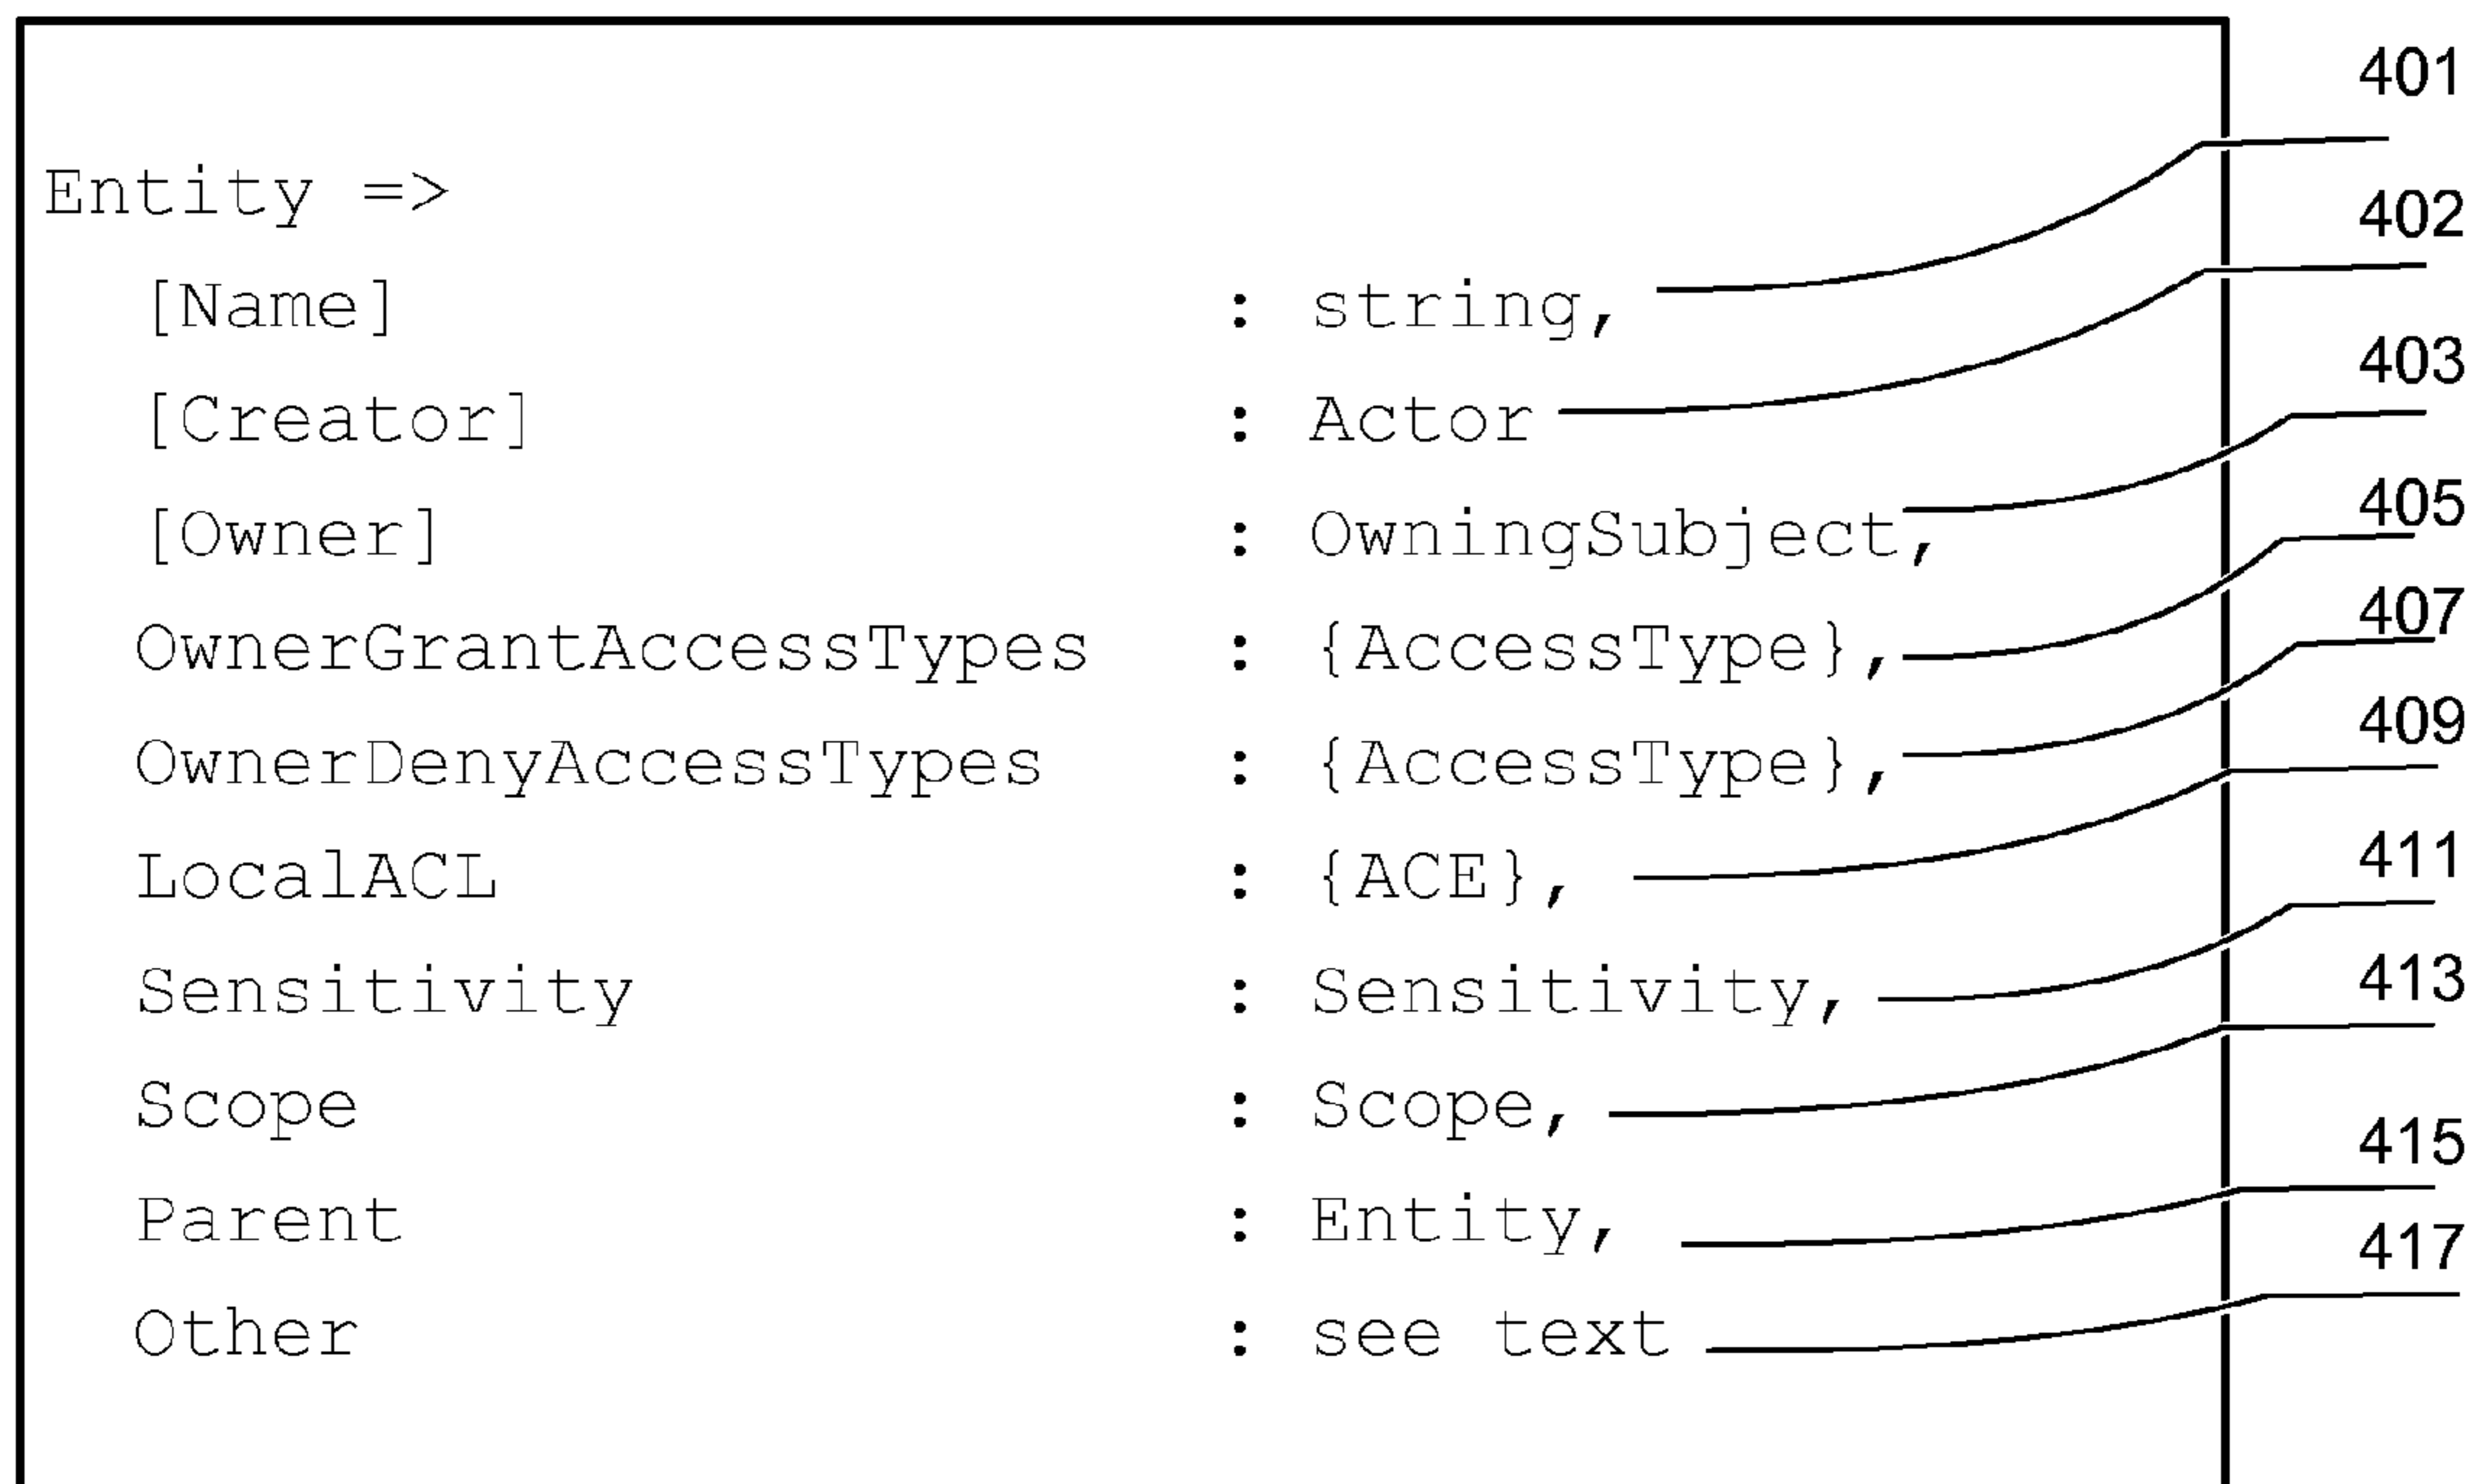 401
Entity =>
402
[Name] : string,
403
[Creator] : Actor
405
[Owner] : OwningSubject,
407
OwnerGrantAccessTypes : {AccessType},
409
OwnerDenyAccessTypes : {AccessType},
411
LocalACL : {ACE},
413
Sensitivity : Sensitivity,
Scope : Scope,
415
Parent : Entity,
417
Other : see text